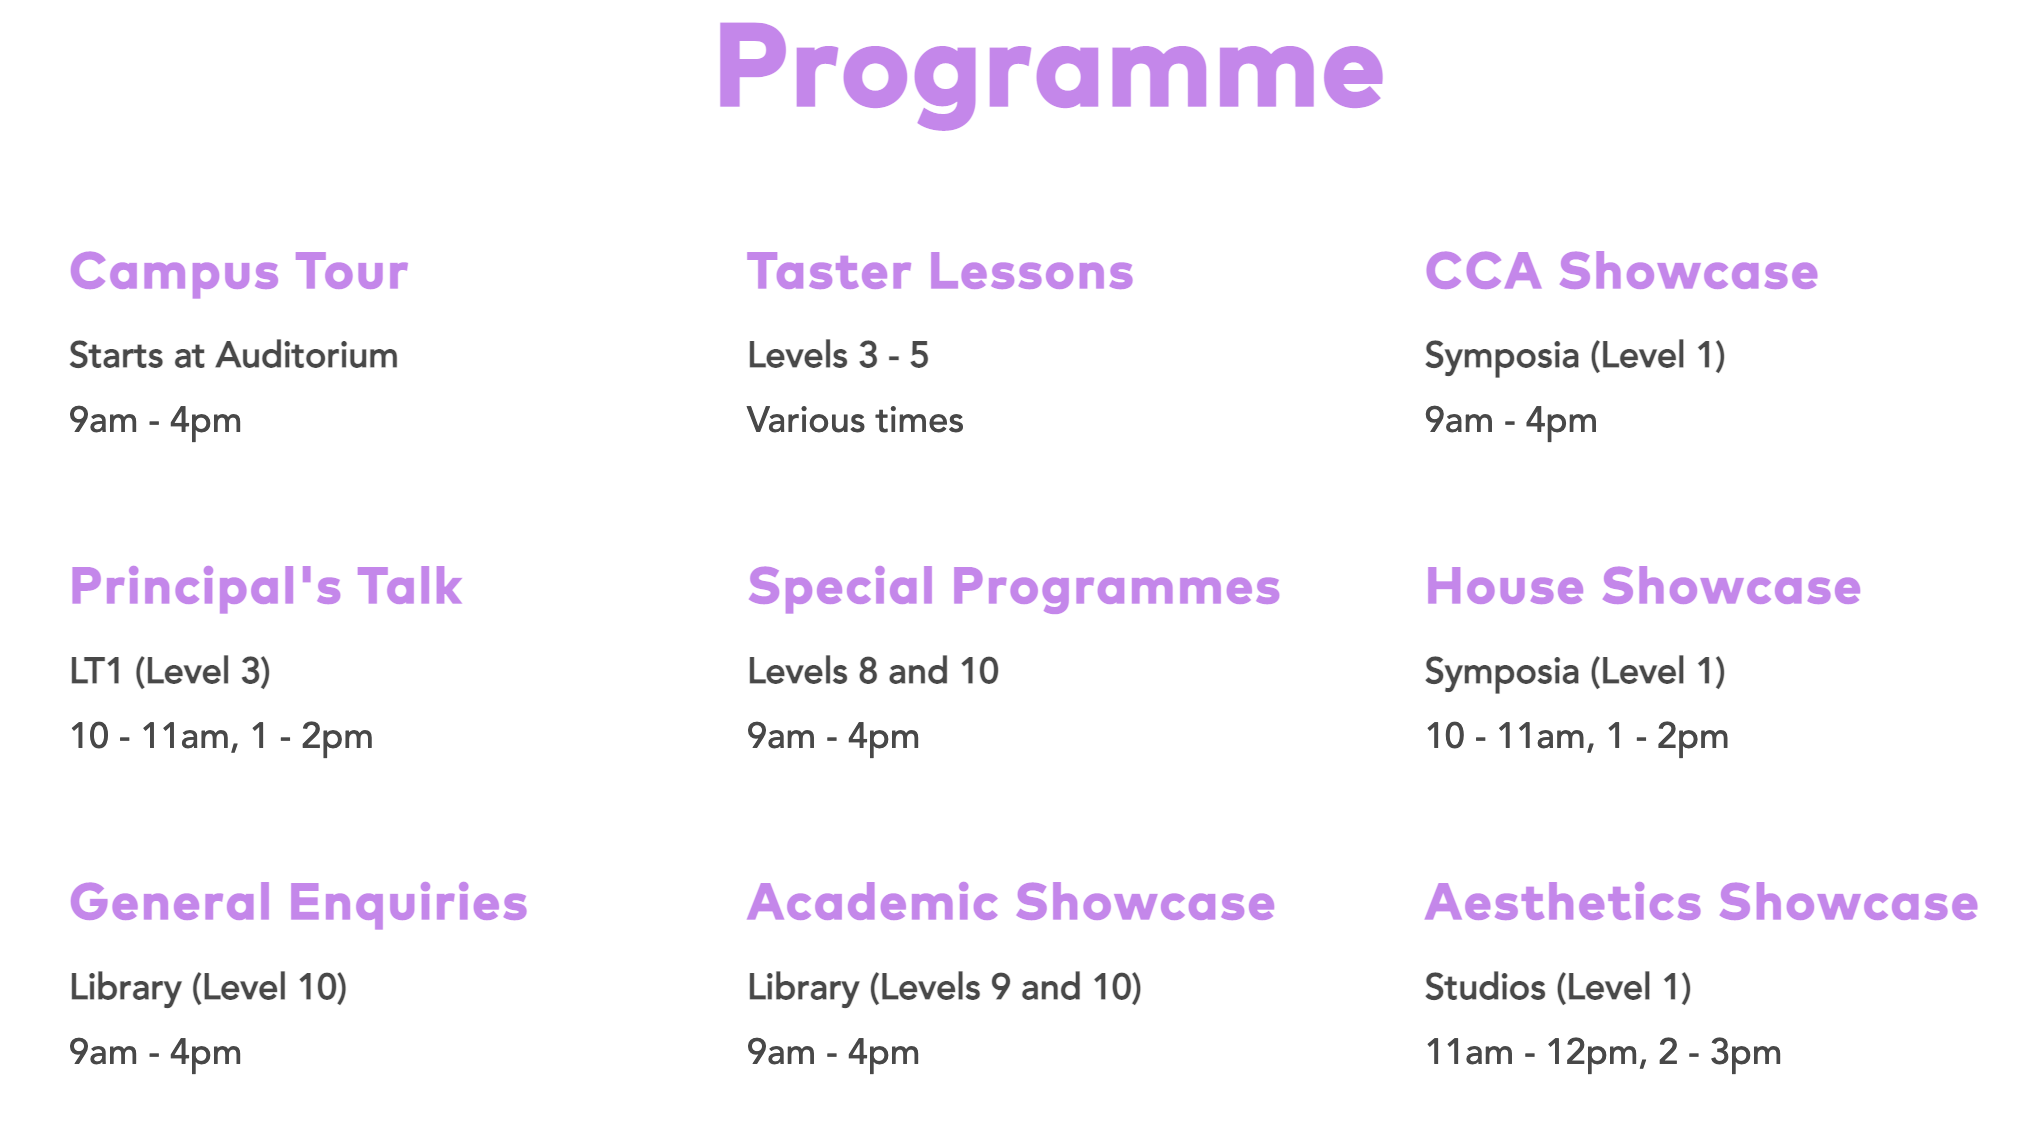 Programme
Campus Tour
Starts at Auditorium
9am - 4pm
Taster Lessons
Levels 3 - 5
Various times
CCA Showcase
Symposia (Level 1)
9am - 4pm
Principal's Talk
LT1 (Level 3)
10 - 11am, 1 - 2pm
Special Programmes
Levels 8 and 10
9am - 4pm
House Showcase
Symposia (Level 1)
10 - 11am, 1 - 2pm
General Enquiries
Library (Level 10)
9am - 4pm
Academic Showcase
Library (Levels 9 and 10)
9am - 4pm
Aesthetics Showcase
Studios (Level 1)
11am - 12pm, 2 - 3pm